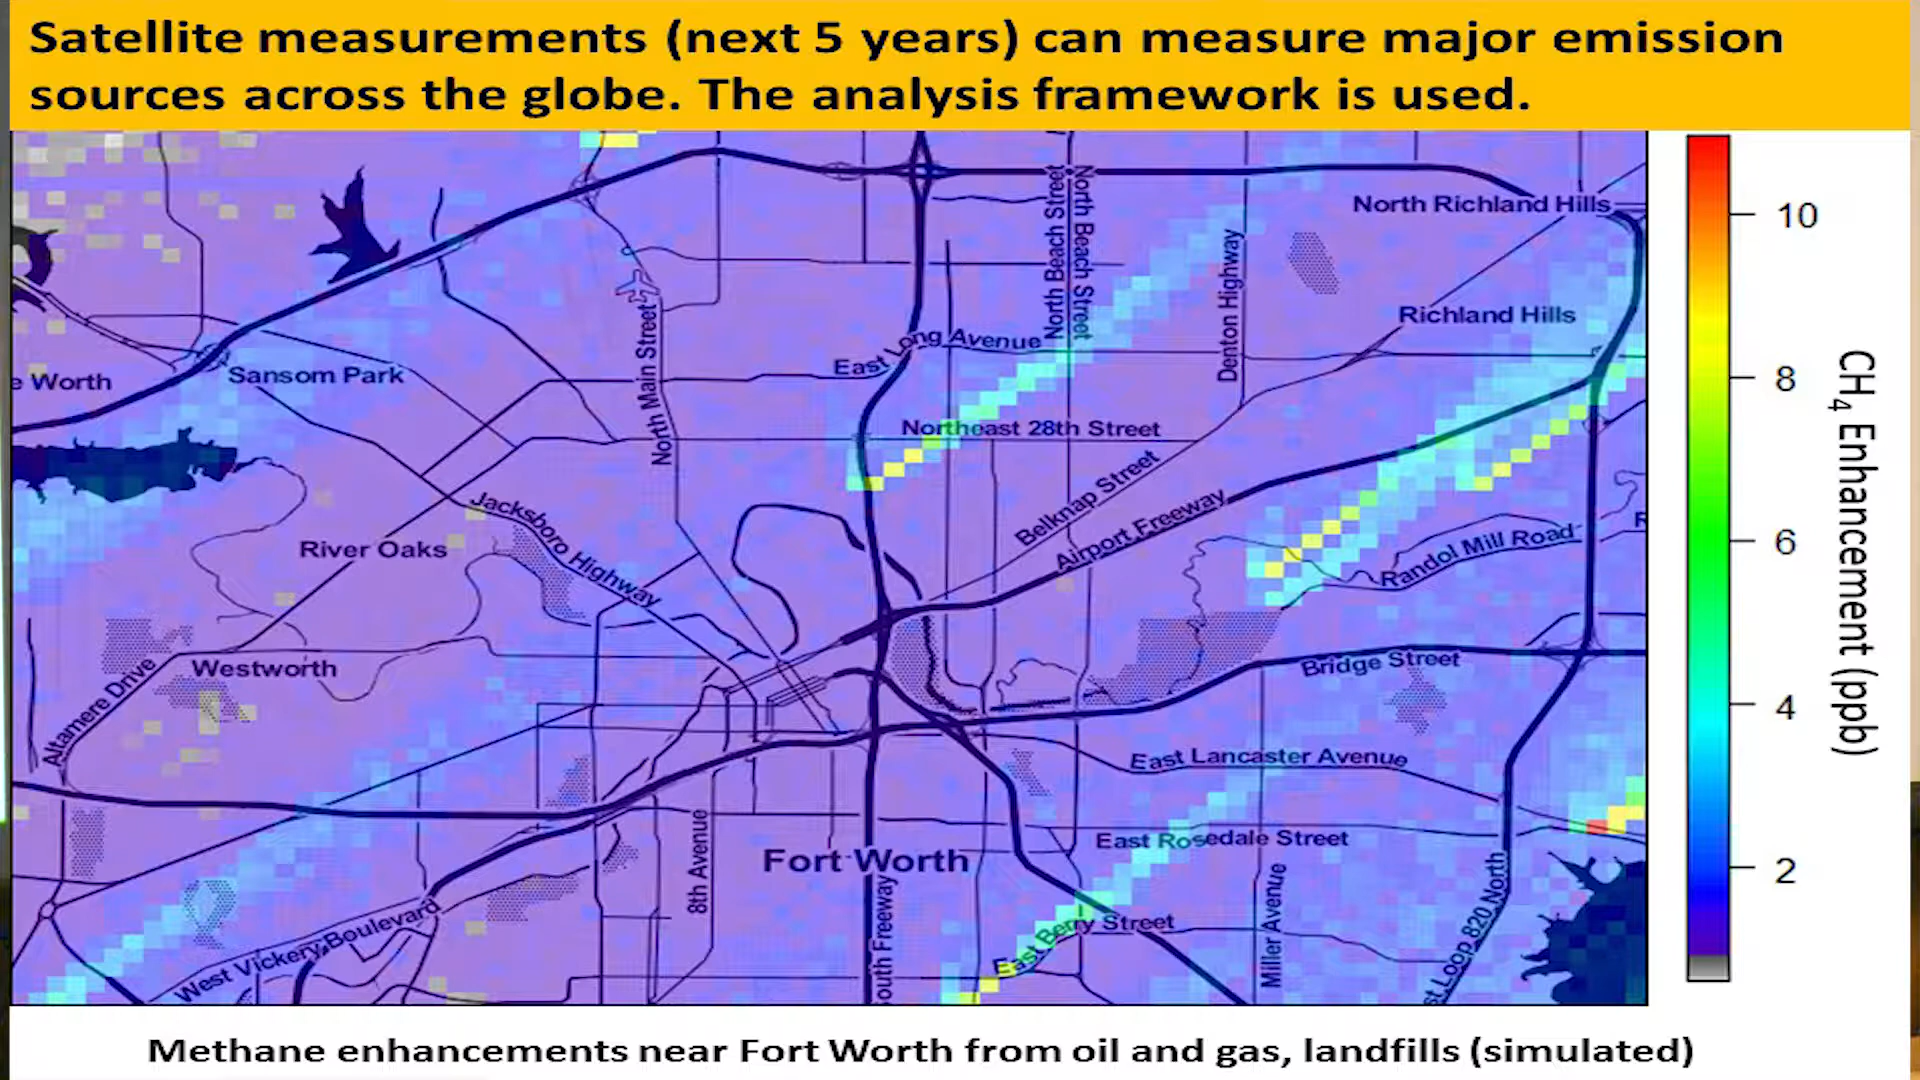 Satellite measurements (next 5 years) can measure major emission
sources across the globe. The analysis framework is used.
North Richland Hills
North Beach Street
North Beach Street
Denton Highway
Richland Hills
East Long Avenue
North Main Street
e Worth
Sansom Park
Northeast 28th Street
Jacksboro Highway
Belknap Street
Airport Freeway
River Oaks
Randol Mill Road
R
Westworth
Altamere Drive
Bridge Street
East Lancaster Avenue
8th Avenue
Fort Worth
East Rosedale Street
South Freeway
East Berry Street
Miller Avenue
st Loop 820 North
West Vickery Boulevard
10
8
6
4
2
CH4 Enhancement (ppb)
Methane enhancements near Fort Worth from oil and gas, landfills (simulated)